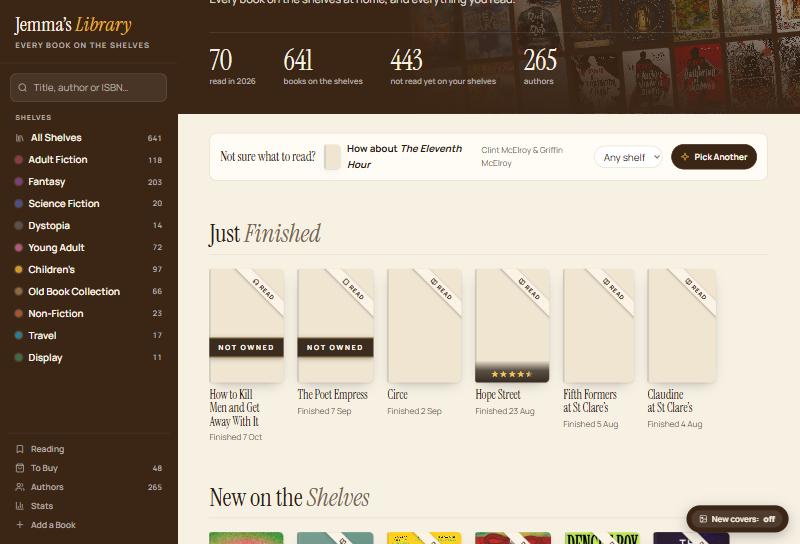 Jemma's Library
EVERY BOOK ON THE SHELVES
Title, author or ISBN...
SHELVES
All Shelves 641
Adult Fiction 118
Fantasy 203
Science Fiction 20
Dystopia 14
Young Adult 72
Children's 97
Old Book Collection 66
Non-Fiction 23
Travel 17
Display 11
Reading
To Buy 48
Authors 265
Stats
Add a Book
Every book on the shelves at home, and everything you read.
70 641 443 265
read in 2026 books on the shelves not read yet on your shelves authors
Not sure what to read?
How about The Eleventh
Hour
Clint McElroy & Griffin
McElroy
Any shelf
Pick Another
Just Finished
READ READ READ READ READ READ
NOT OWNED NOT OWNED
How to Kill
Men and Get
Away With It
Finished 7 Oct
The Poet Empress
Finished 7 Sep
Circe
Finished 2 Sep
Hope Street
Finished 23 Aug
Fifth Formers
at St Clare's
Finished 5 Aug
Claudine
at St Clare's
Finished 4 Aug
New on the Shelves
New covers: off